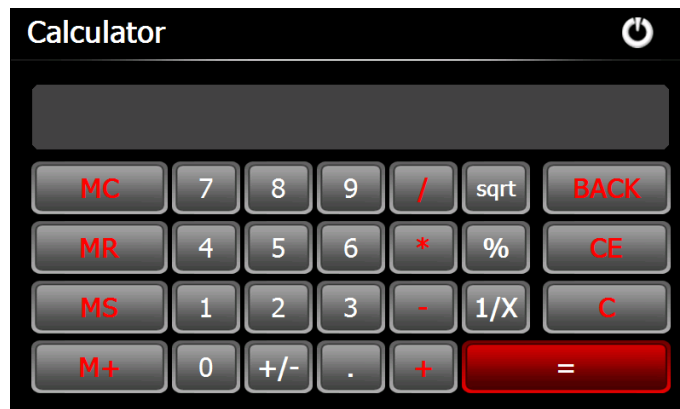 Calculator
MC 7 8 9 / sqrt BACK
MR 4 5 6 * % CE
MS 1 2 3 - 1/X C
M+ 0 +/- . + =